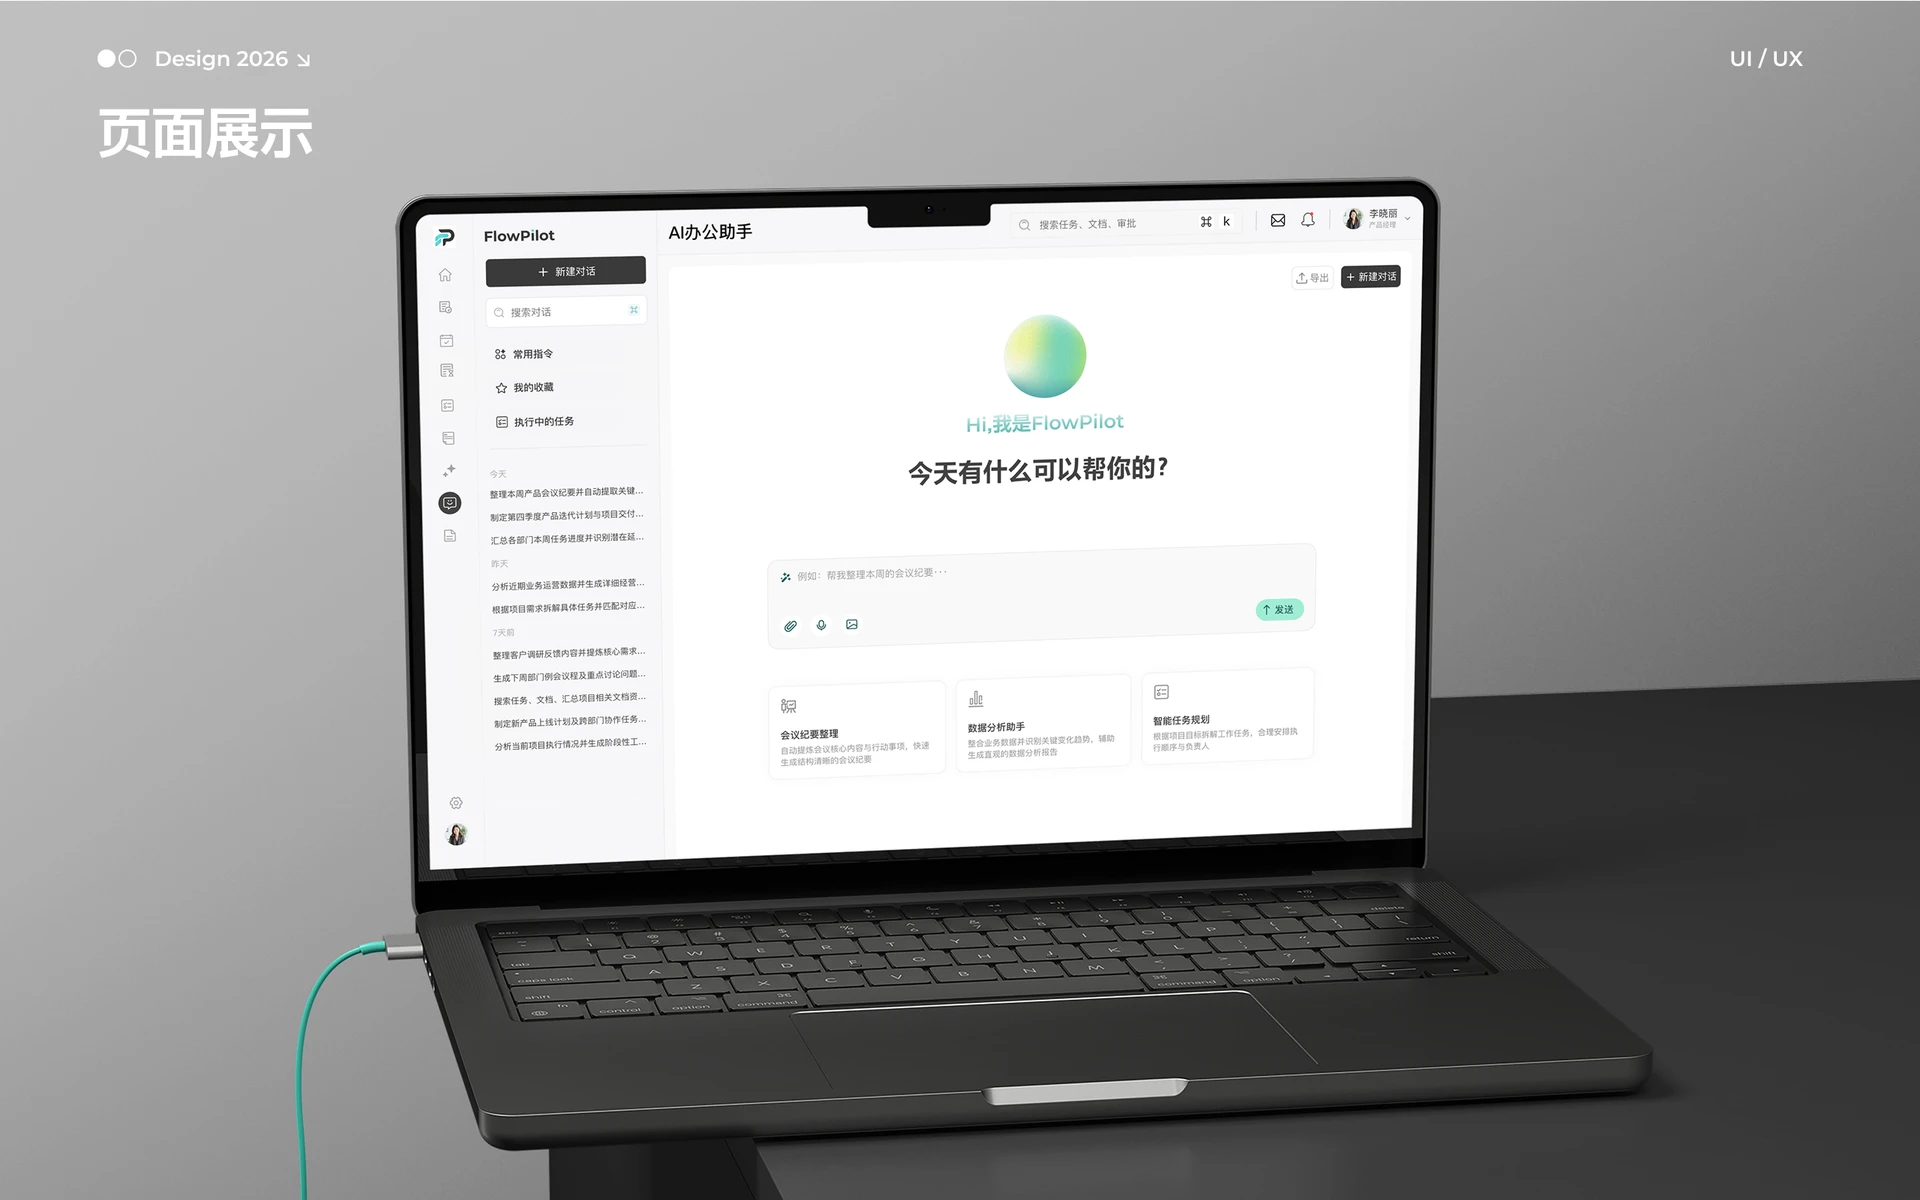 Design 2026 ↘
UI / UX
页面展示
FlowPilot
AI办公助手
搜索任务、文档、审批
⌘ k
李晓丽
产品经理
+ 新建对话
搜索对话
⌘
常用指令
我的收藏
执行中的任务
今天
整理本周产品会议纪要并自动提取关键...
制定第四季度产品迭代计划与项目交付...
汇总各部门本周任务进度并识别潜在延...
昨天
分析近期业务运营数据并生成详细经营...
根据项目需求拆解具体任务并匹配对应...
7天前
整理客户调研反馈内容并提炼核心需求...
生成下周部门例会议程及重点讨论问题...
搜索任务、文档、汇总项目相关文档资...
制定新产品上线计划及跨部门协作任务...
分析当前项目执行情况并生成阶段性工...
导出
+ 新建对话
Hi,我是FlowPilot
今天有什么可以帮你的?
例如：帮我整理本周的会议纪要···
↑ 发送
会议纪要整理
自动提炼会议核心内容与行动事项，快速
生成结构清晰的会议纪要
数据分析助手
整合业务数据并识别关键变化趋势，辅助
生成直观的数据分析报告
智能任务规划
根据项目目标拆解工作任务，合理安排执
行顺序与负责人
esc
delete
tab
Q W E R T Y U I O P
return
caps lock
A S D F G H J K L
shift
Z X C V B N M
shift
fn
control
option
command
command
option